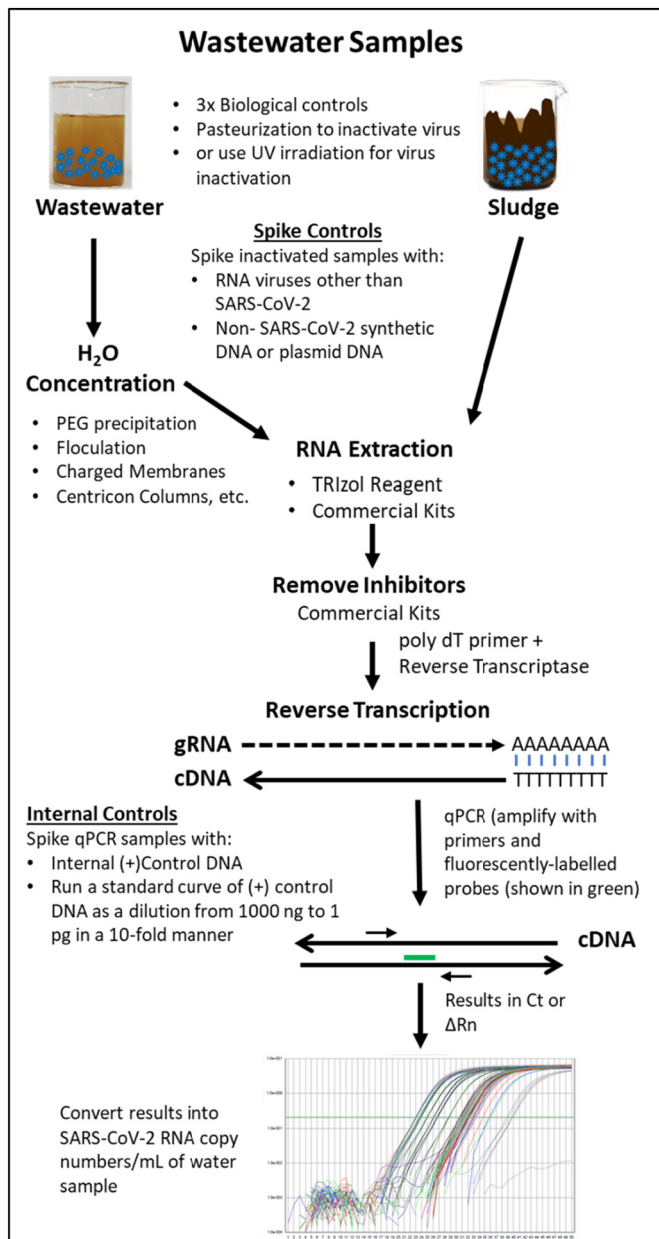 Wastewater Samples
• 3x Biological controls
• Pasteurization to inactivate virus
• or use UV irradiation for virus
inactivation
Wastewater
Sludge
Spike Controls
Spike inactivated samples with:
• RNA viruses other than
SARS-CoV-2
• Non- SARS-CoV-2 synthetic
DNA or plasmid DNA
H2O
Concentration
• PEG precipitation
• Floculation
• Charged Membranes
• Centricon Columns, etc.
RNA Extraction
• TRIzol Reagent
• Commercial Kits
Remove Inhibitors
Commercial Kits
poly dT primer +
Reverse Transcriptase
Reverse Transcription
gRNA AAAAAAAA
cDNA TTTTTTTTT
Internal Controls
Spike qPCR samples with:
• Internal (+)Control DNA
• Run a standard curve of (+) control
DNA as a dilution from 1000 ng to 1
pg in a 10-fold manner
qPCR (amplify with
primers and
fluorescently-labelled
probes (shown in green)
cDNA
Results in Ct or
ΔRn
Convert results into
SARS-CoV-2 RNA copy
numbers/mL of water
sample